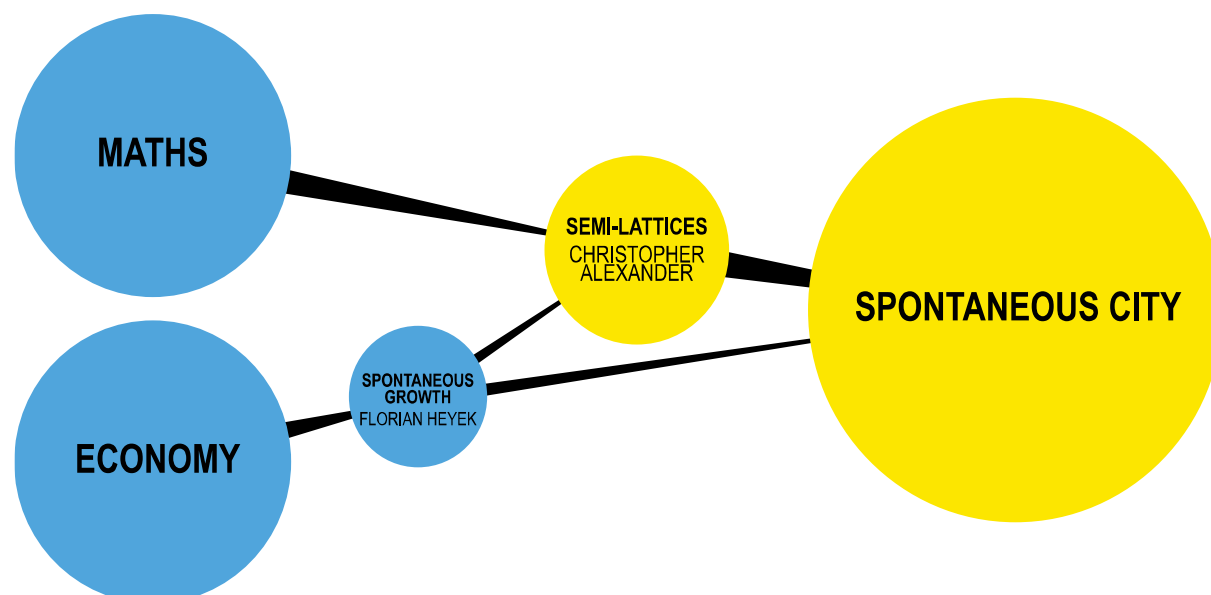 MATHS
SEMI-LATTICES
CHRISTOPHER
ALEXANDER
SPONTANEOUS CITY
SPONTANEOUS
GROWTH
FLORIAN HEYEK
ECONOMY